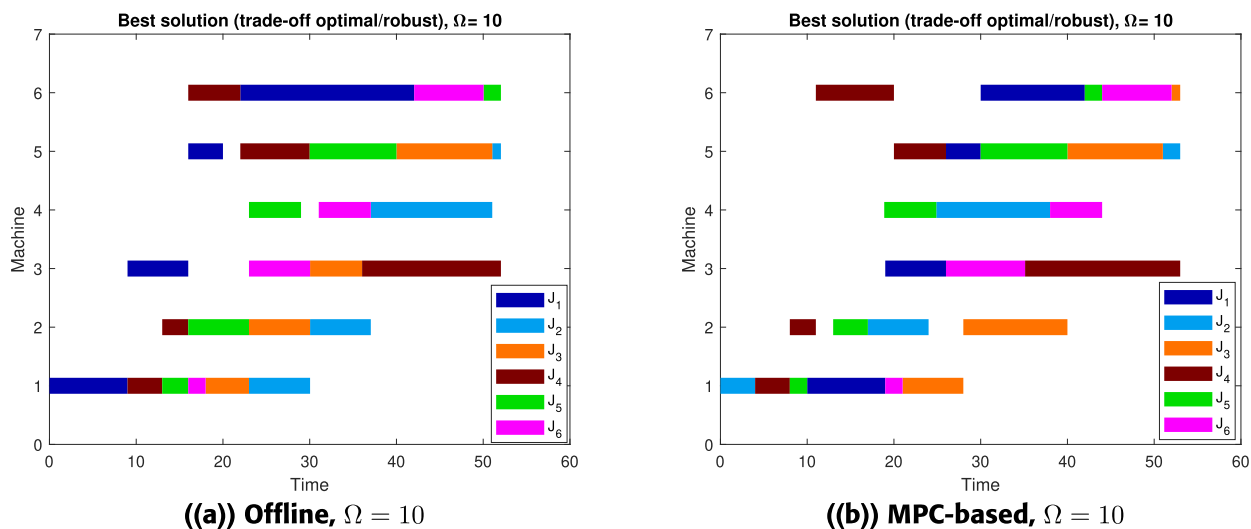 Best solution (trade-off optimal/robust), Ω= 10
7
6
5
4
3
2
1
0
Machine
0 10 20 30 40 50 60
Time
J1
J2
J3
J4
J5
J6
((a)) Offline, Ω = 10
Best solution (trade-off optimal/robust), Ω= 10
7
6
5
4
3
2
1
0
Machine
0 10 20 30 40 50 60
Time
J1
J2
J3
J4
J5
J6
((b)) MPC-based, Ω = 10